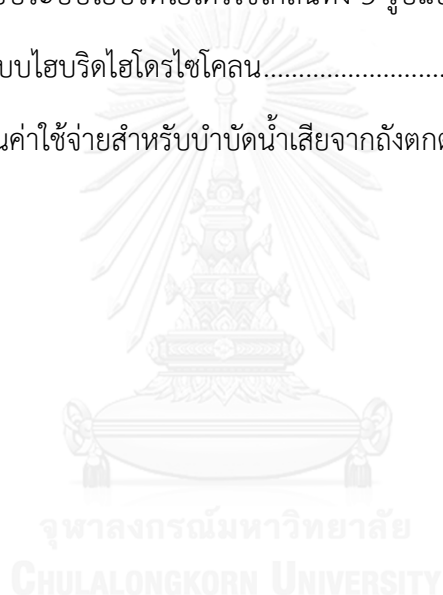 บบไฮบริดไฮโดรไซโคลน........................
นค่าใช้จ่ายสำหรับบำบัดน้ำเสียจากถังตกต
จุฬาลงกรณ์มหาวิทยาลัย
CHULALONGKORN UNIVERSITY